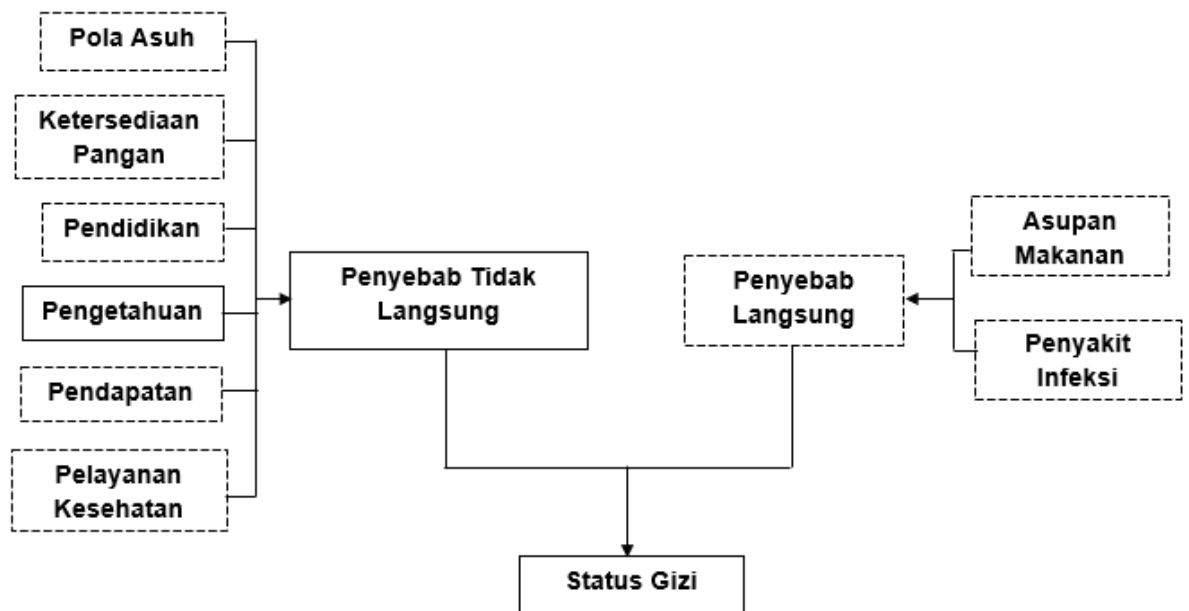 Pola Asuh
Ketersediaan
Pangan
Pendidikan
Pengetahuan
Pendapatan
Pelayanan
Kesehatan
Penyebab Tidak
Langsung
Penyebab
Langsung
Asupan
Makanan
Penyakit
Infeksi
Status Gizi